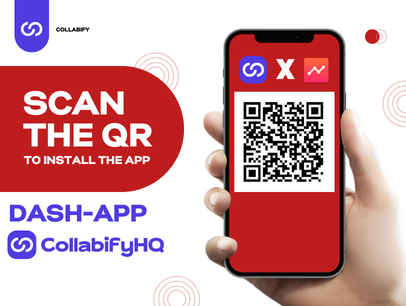 COLLABIFY
X
SCAN
THE QR
TO INSTALL THE APP
DASH-APP
CollabiFyHQ